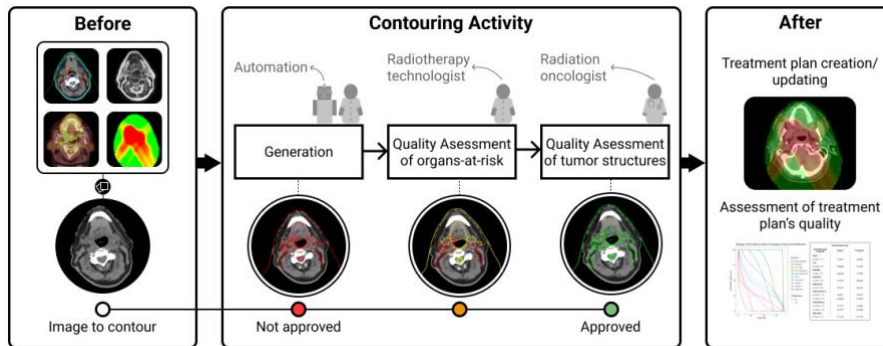 Before
Image to contour
Contouring Activity
Automation
Radiotherapy
technologist
Radiation
oncologist
Generation
Quality Asessment
of organs-at-risk
Quality Assessment
of tumor structures
Not approved
Approved
After
Treatment plan creation/
updating
Assessment of treatment
plan's quality